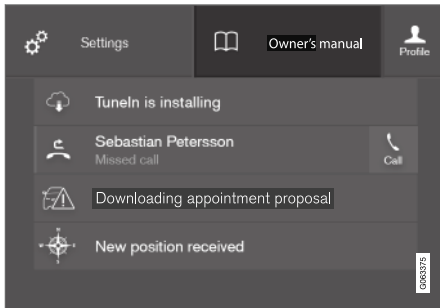 Settings
Owner's manual
Profile
TuneIn is installing
Sebastian Petersson
Missed call
Call
Downloading appointment proposal
New position received
G063375